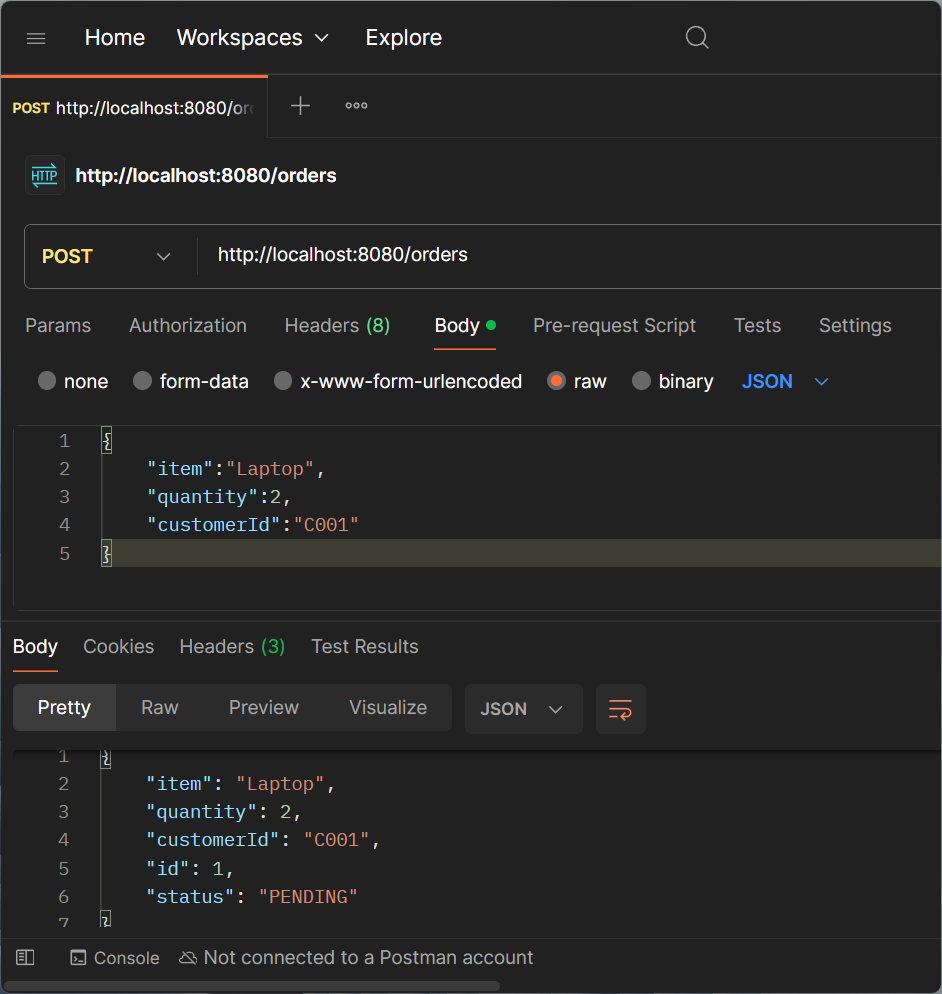 Home Workspaces Explore
POST http://localhost:8080/or
HTTP http://localhost:8080/orders
POST http://localhost:8080/orders
Params Authorization Headers (8) Body Pre-request Script Tests Settings
none form-data x-www-form-urlencoded raw binary JSON
1 {
2 "item":"Laptop",
3 "quantity":2,
4 "customerId":"C001"
5 }
Body Cookies Headers (3) Test Results
Pretty Raw Preview Visualize JSON
1 {
2 "item": "Laptop",
3 "quantity": 2,
4 "customerId": "C001",
5 "id": 1,
6 "status": "PENDING"
7 }
Console Not connected to a Postman account